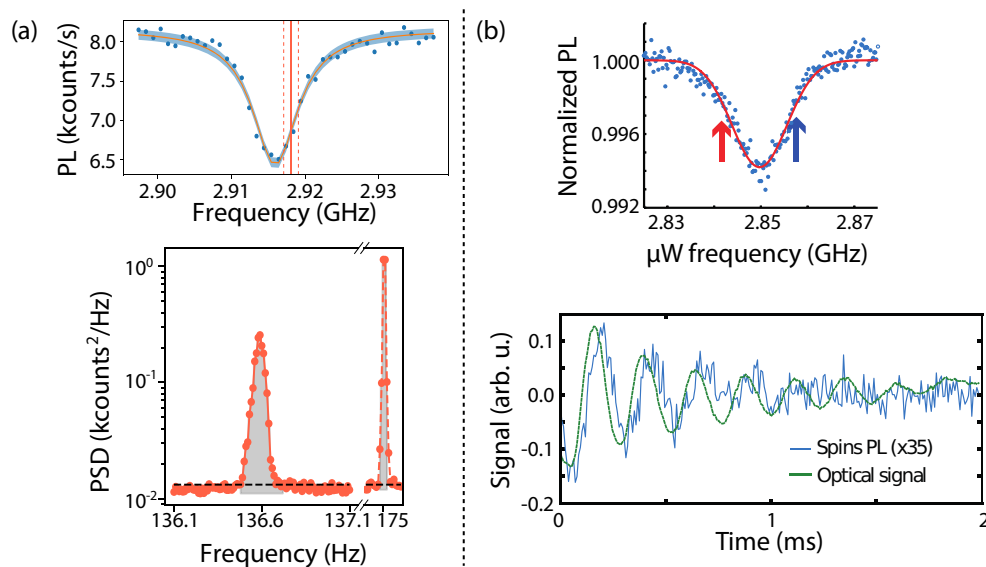 (a)
PL (kcounts/s)
8.0
7.5
7.0
6.5
2.90
2.91
2.92
2.93
Frequency (GHz)
PSD (kcounts²/Hz)
10⁰
10⁻¹
10⁻²
136.1
136.6
137.1
175
Frequency (Hz)
(b)
Normalized PL
1.000
0.996
0.992
2.83
2.85
2.87
μW frequency (GHz)
Signal (arb. u.)
0.1
0.0
-0.1
-0.2
Spins PL (x35)
Optical signal
0
1
2
Time (ms)